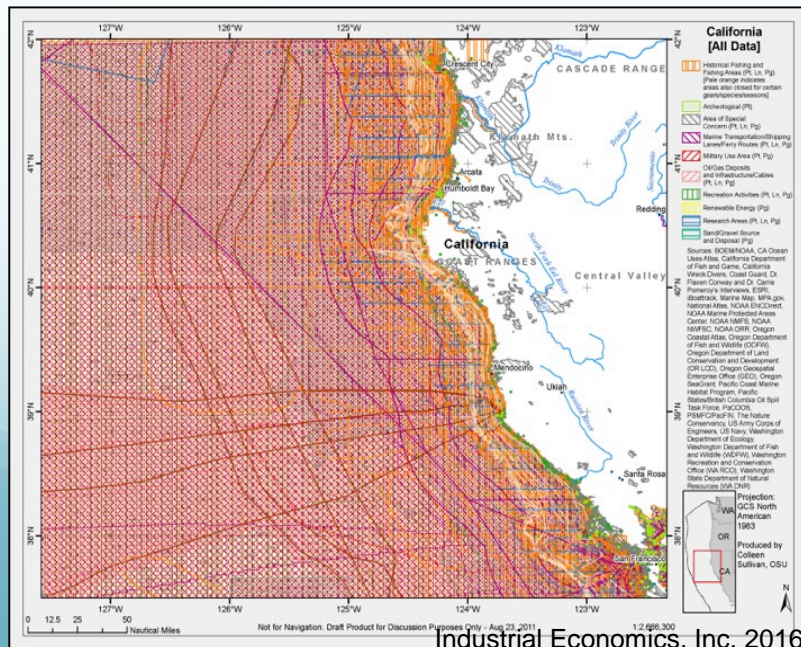 127°W 126°W 125°W 124°W 123°W
42°N
42°N
Crescent City
Klamath
CASCADE RANGE
Klamath
Klamath Mts.
Trinity River
Sacramento
41°N
41°N
Arcata
Humboldt Bay
Trinity
Redding
California
COAST RANGES
North Fork Eel River
Central Valley
40°N
40°N
Mendocino
Ukiah
39°N
39°N
Russian River
Santa Rosa
38°N
38°N
San Francisco
127°W 126°W 125°W 124°W 123°W
0 12.5 25 50
Nautical Miles
Not for Navigation. Draft Product for Discussion Purposes Only - Aug 23, 2011
California
[All Data]
Historical Fishing and
Fishing Areas (Pt, Ln, Pg)
[Pale orange indicates
areas also closed for certain
gears/species/seasons]
Archeological (Pt)
Area of Special
Concern (Pt, Ln, Pg)
Marine Transportation/Shipping
Lanes/Ferry Routes (Pt, Ln, Pg)
Military Use Area (Pt, Pg)
Oil/Gas Deposits
and Infrastructure/Cables
(Pt, Ln, Pg)
Recreation Activities (Pt, Ln, Pg)
Renewable Energy (Pg)
Research Areas (Pt, Ln, Pg)
Sand/Gravel Source
and Disposal (Pg)
Sources: BOEM/NOAA, CA Ocean
Uses Atlas, California Department
of Fish and Game, California
Wreck Divers, Coast Guard, Dr.
Flaxen Conway and Dr. Carrie
Pomeroy's Interviews, ESRI,
iBoattrack, Marine Map, MPA.gov,
National Atlas, NOAA ENCDirect,
NOAA Marine Protected Areas
Center, NOAA NMFS, NOAA
NWFSC, NOAA ORR, Oregon
Coastal Atlas, Oregon Department
of Fish and Wildlife (ODFW),
Oregon Department of Land
Conservation and Development
(OR LCD), Oregon Geospatial
Enterprise Office (GEO), Oregon
SeaGrant, Pacific Coast Marine
Habitat Program, Pacific
States/British Columbia Oil Spill
Task Force, PaCOOS,
PSMFC/PacFIN, The Nature
Conservancy, US Army Corps of
Engineers, US Navy, Washington
Department of Ecology,
Washington Department of Fish
and Wildlife (WDFW), Washington
Recreation and Conservation
Office (WA RCO), Washington
State Department of Natural
Resources (WA DNR)
WA
OR
CA
Projection:
GCS North
American
1983
Produced by
Colleen
Sullivan, OSU
N
Industrial Economics, Inc. 2016